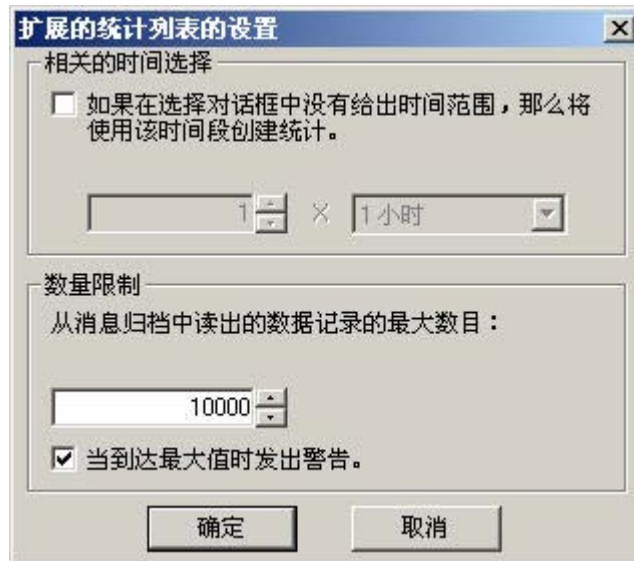 扩展的统计列表的设置
相关的时间选择
如果在选择对话框中没有给出时间范围，那么将
使用该时间段创建统计。
1 × 1小时
数量限制
从消息归档中读出的数据记录的最大数目：
10000
当到达最大值时发出警告。
确定 取消